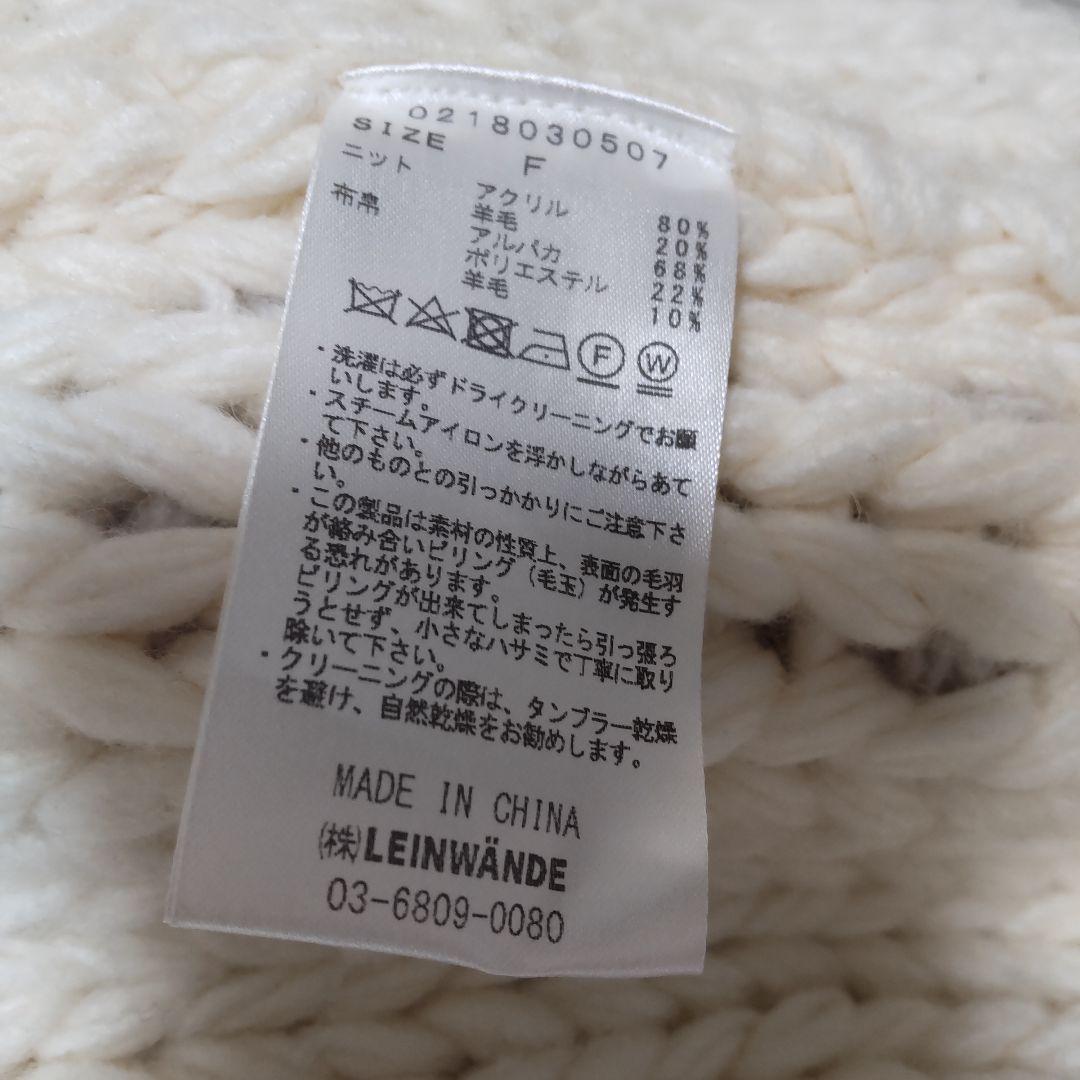 0218030507
SIZE F
ニット アクリル 80%
羊毛 20%
布帛 アルパカ 68%
ポリエステル 22%
羊毛 10%
F W
・洗濯は必ずドライクリーニングでお願
いします。
・スチームアイロンを浮かしながらあて
て下さい。
・他のものとの引っかかりにご注意下さ
い。
・この製品は素材の性質上、表面の毛羽
が絡み合いピリング（毛玉）が発生す
る恐れがあります。
ピリングが出来てしまったら引っ張ろ
うとせず、小さなハサミで丁寧に取り
除いて下さい。
・クリーニングの際は、タンブラー乾燥
を避け、自然乾燥をお勧めします。
MADE IN CHINA
(株)LEINWÄNDE
03-6809-0080